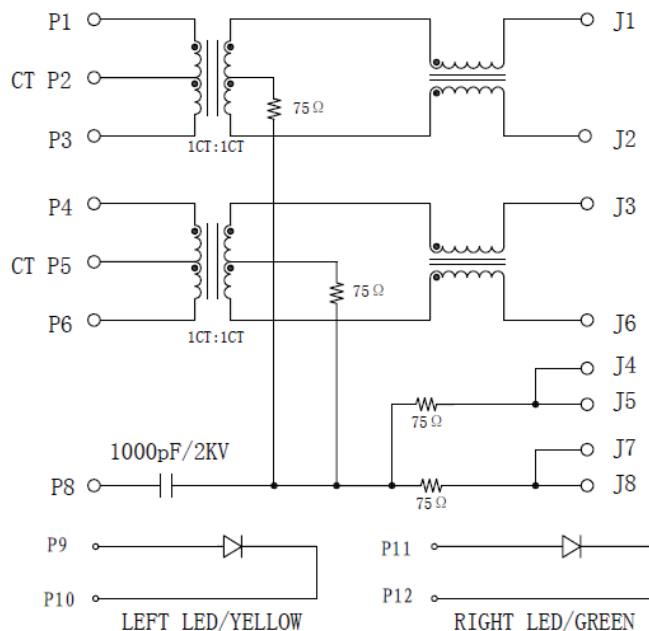 P1
J1
CT P2
75Ω
P3
J2
1CT:1CT
P4
J3
CT P5
75Ω
P6
J6
1CT:1CT
J4
J5
75Ω
1000pF/2KV
J7
P8
J8
75Ω
P9
P11
P10
P12
LEFT LED/YELLOW
RIGHT LED/GREEN